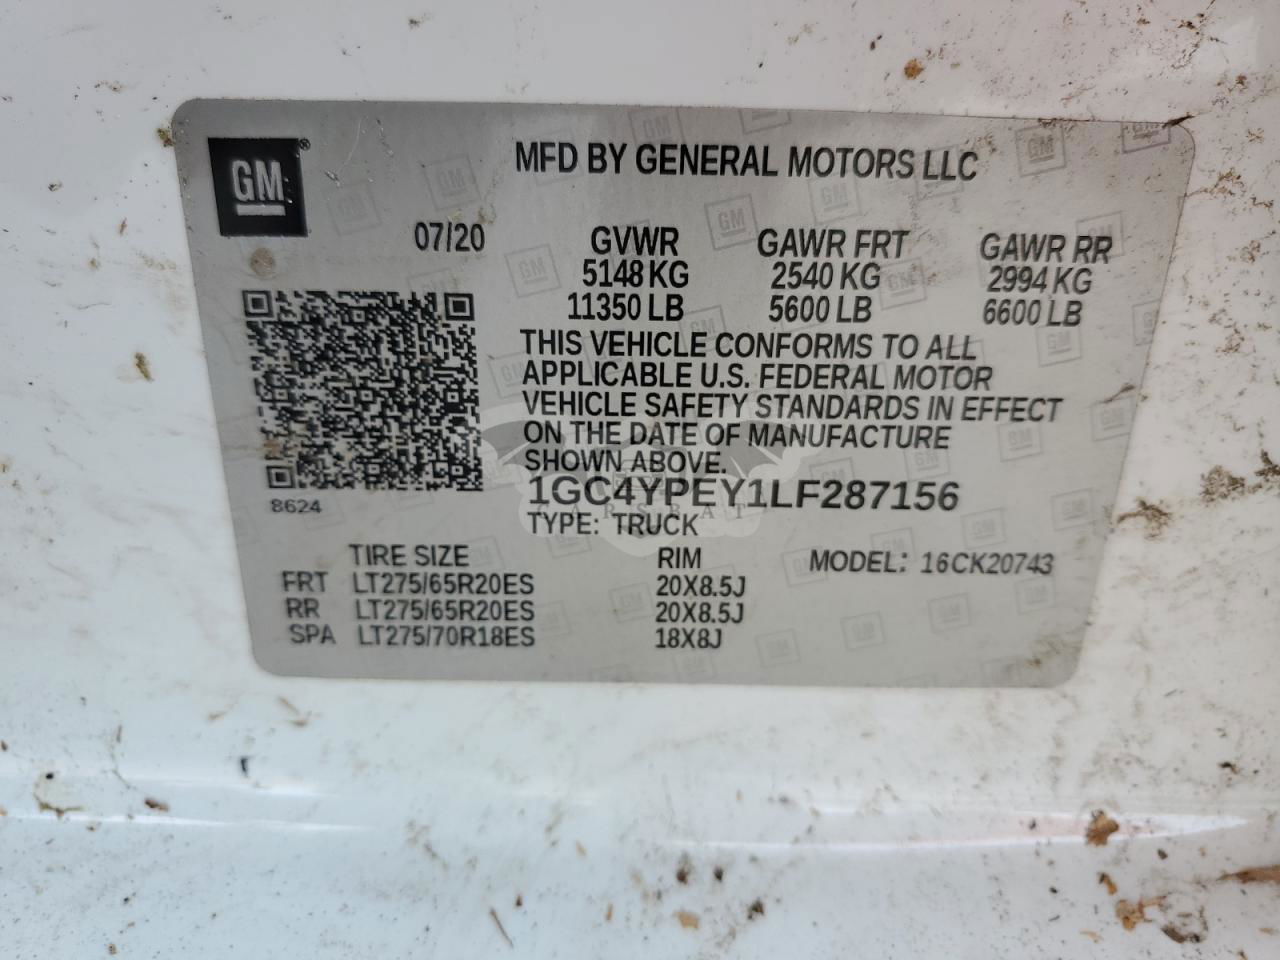 GM®
MFD BY GENERAL MOTORS LLC
07/20
GVWR GAWR FRT GAWR RR
5148 KG 2540 KG 2994 KG
11350 LB 5600 LB 6600 LB
THIS VEHICLE CONFORMS TO ALL
APPLICABLE U.S. FEDERAL MOTOR
VEHICLE SAFETY STANDARDS IN EFFECT
ON THE DATE OF MANUFACTURE
SHOWN ABOVE.
8624
1GC4YPEY1LF287156
CARSBAT
TYPE: TRUCK
TIRE SIZE RIM MODEL: 16CK20743
FRT LT275/65R20ES 20X8.5J
RR LT275/65R20ES 20X8.5J
SPA LT275/70R18ES 18X8J